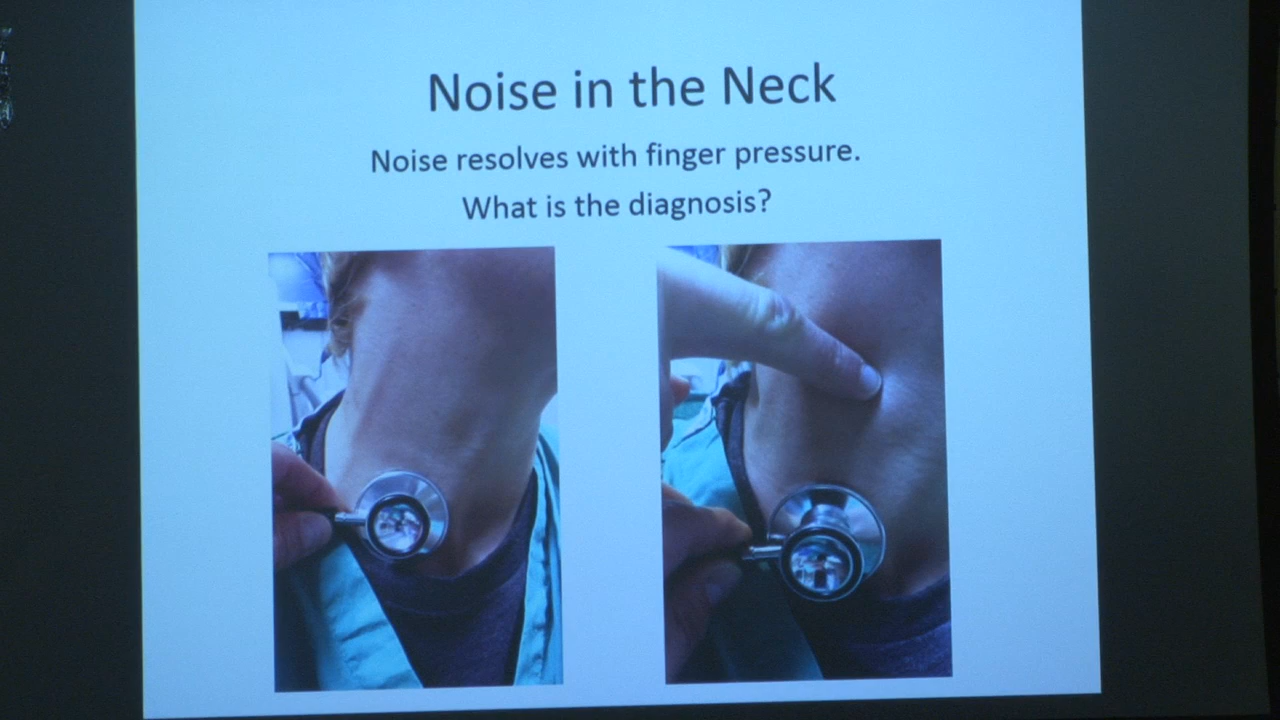 Noise in the Neck
Noise resolves with finger pressure.
What is the diagnosis?